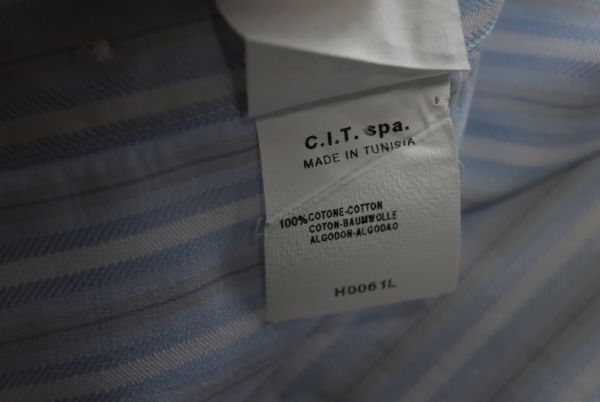 C.I.T. spa.
MADE IN TUNISIA
100% COTONE-COTTON
COTON-BAUMWOLLE
ALGODON-ALGODAO
H0061L